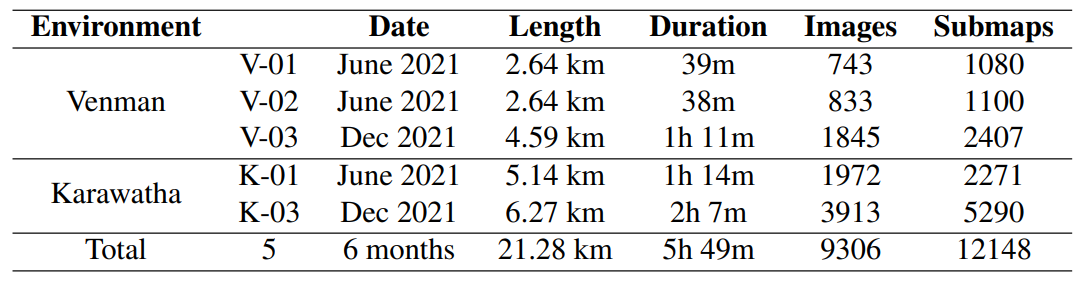 Environment Date Length Duration Images Submaps
V-01 June 2021 2.64 km 39m 743 1080
Venman V-02 June 2021 2.64 km 38m 833 1100
V-03 Dec 2021 4.59 km 1h 11m 1845 2407
Karawatha K-01 June 2021 5.14 km 1h 14m 1972 2271
K-03 Dec 2021 6.27 km 2h 7m 3913 5290
Total 5 6 months 21.28 km 5h 49m 9306 12148